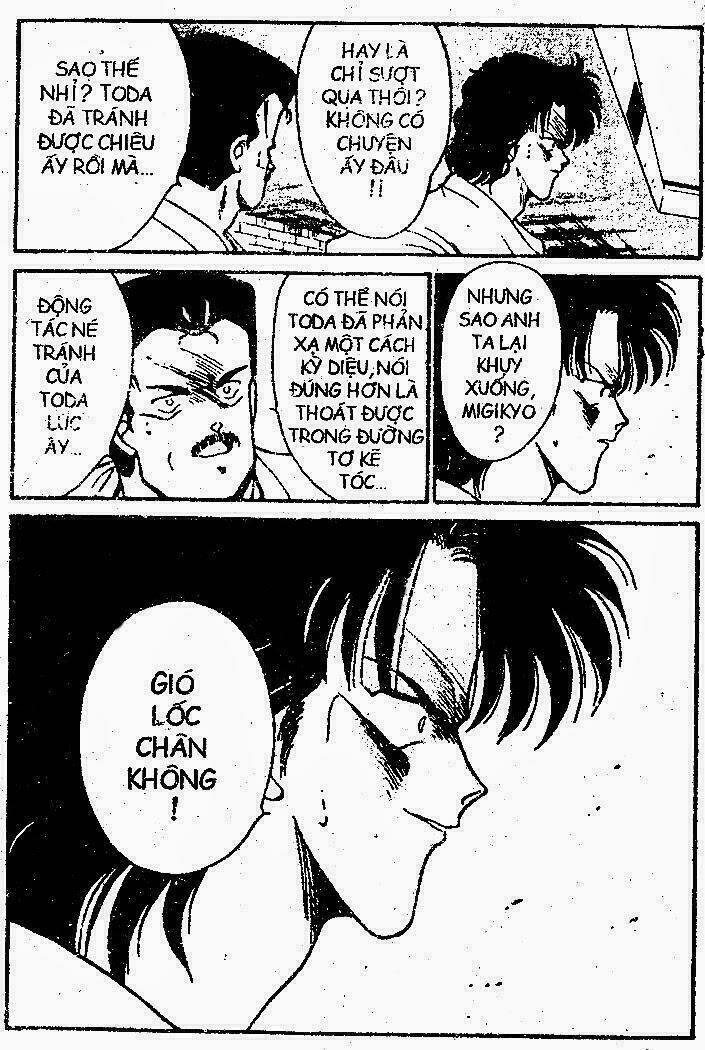 SAO THẾ
NHỈ? TODA
ĐÃ TRÁNH
ĐƯỢC CHIÊU
ẤY RỒI MÀ...
HAY LÀ
CHỈ SƯỢT
QUA THÔI?
KHÔNG CÓ
CHUYỆN
ẤY ĐÂU
!!
ĐỘNG
TÁC NÉ
TRÁNH
CỦA
TODA
LÚC
ẤY...
CÓ THỂ NÓI
TODA ĐÃ PHẢN
XẠ MỘT CÁCH
KỲ DIỆU, NÓI
ĐÚNG HƠN LÀ
THOÁT ĐƯỢC
TRONG ĐƯỜNG
TƠ KẼ
TÓC...
NHƯNG
SAO ANH
TA LẠI
KHỤY
XUỐNG,
MIGIKYO
?
GIÓ
LỐC
CHÂN
KHÔNG
!